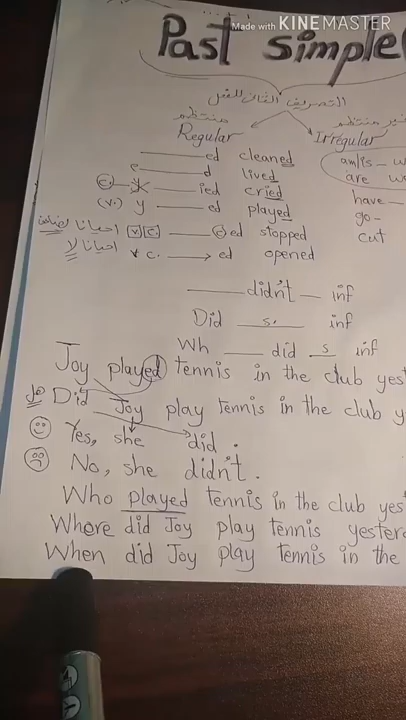 Made with KINEMASTER
Past simple
التصريف الثاني للفعل
منتظم
غير منتظم
Regular
Irregular
ed cleaned
e d lived
am/is -
c. y ied cried
are
(v.) y ed played
have -
go -
احيانا v c ed stopped
cut
احيانا لا v c. ed opened
didn't inf
Did s. inf
Wh did s inf
Joy played tennis in the club yes
Did Joy play tennis in the club y
Yes, she did.
No, she didn't.
Who played tennis in the club yes
Where did Joy play tennis yester
When did Joy play tennis in the